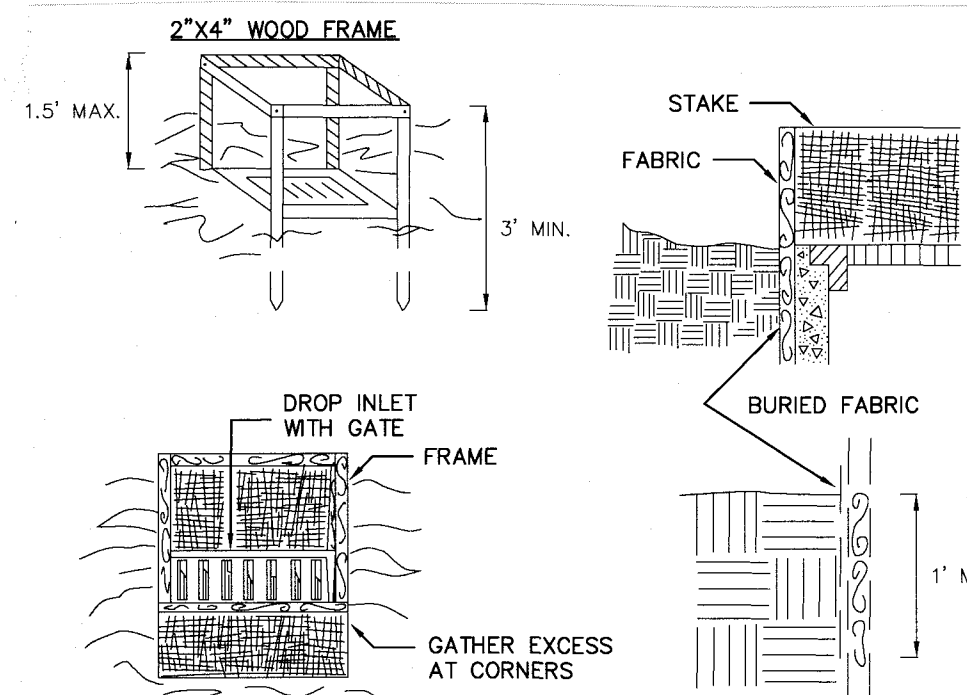 2"X4" WOOD FRAME
1.5' MAX.
3' MIN.
STAKE
FABRIC
BURIED FABRIC
DROP INLET
WITH GATE
FRAME
GATHER EXCESS
AT CORNERS
1' M